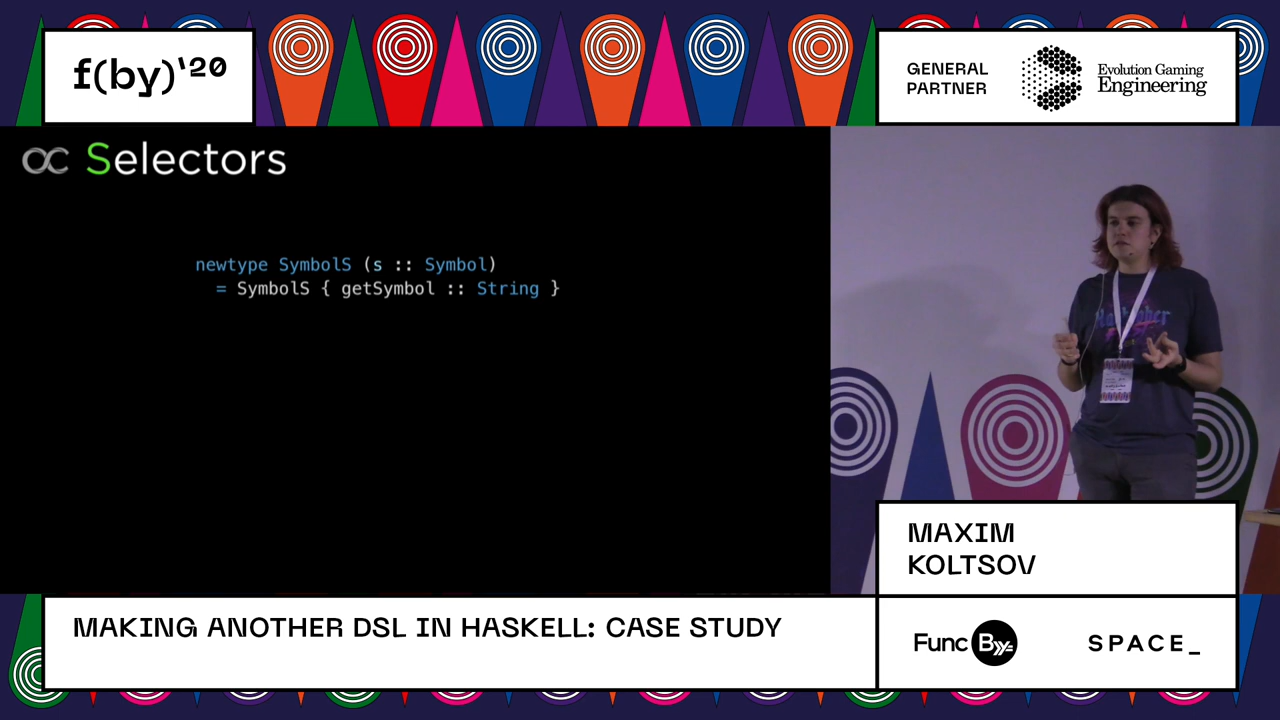 f(by)'20
GENERAL
PARTNER
Evolution Gaming
Engineering
Selectors
newtype SymbolS (s :: Symbol)
= SymbolS { getSymbol :: String }
MAXIM
KOLTSOV
MAKING ANOTHER DSL IN HASKELL: CASE STUDY
Func By
SPACE_